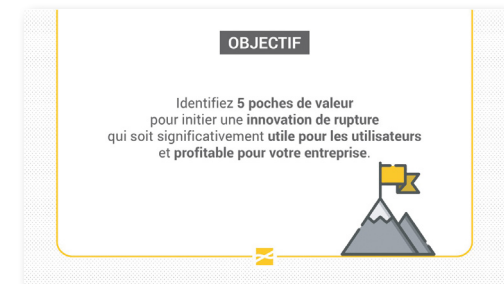 OBJECTIF
Identifiez 5 poches de valeur
pour initier une innovation de rupture
qui soit significativement utile pour les utilisateurs
et profitable pour votre entreprise.